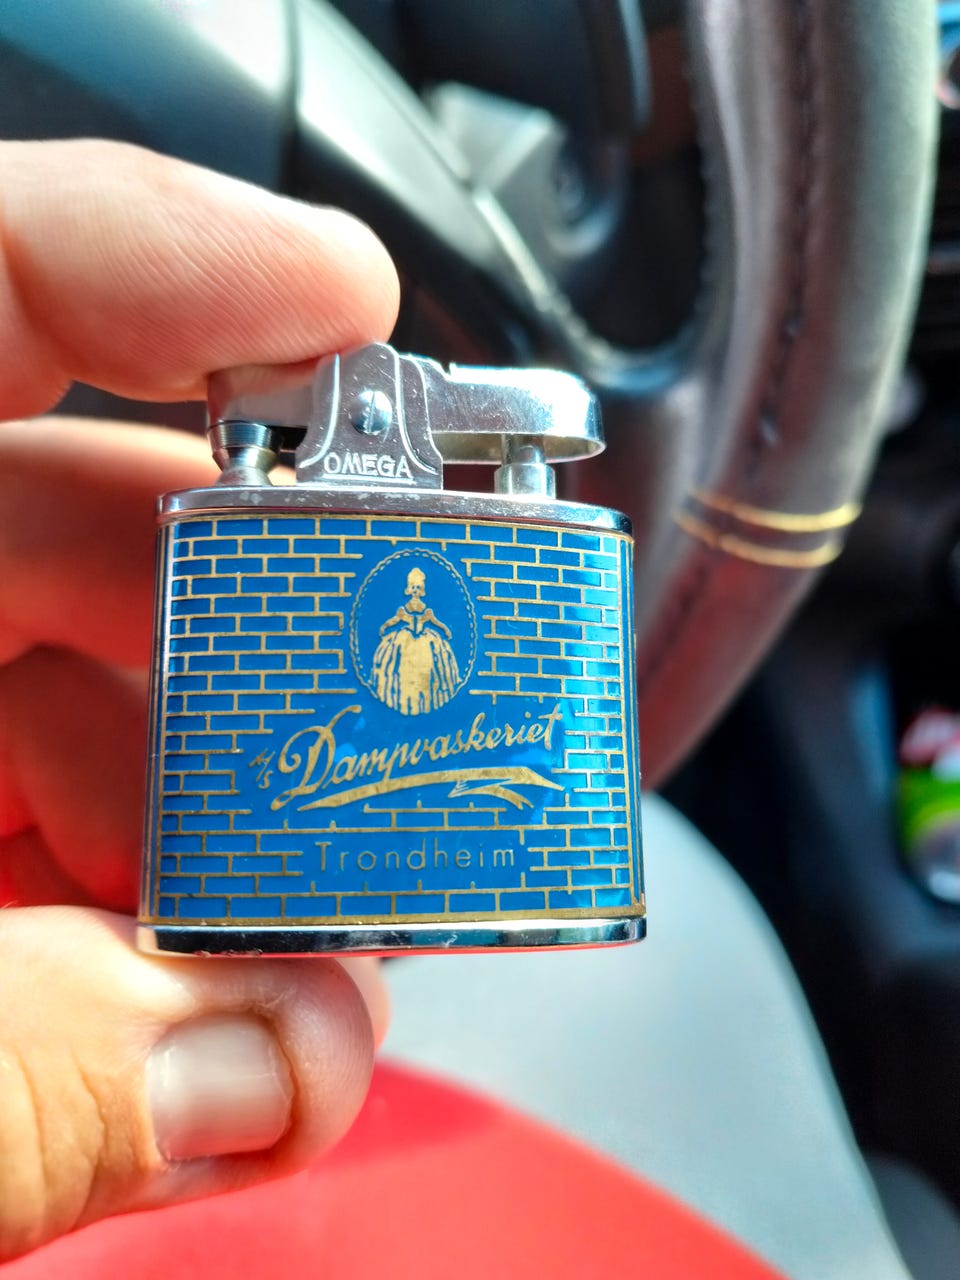 OMEGA
A/S Dampvaskeriet
Trondheim